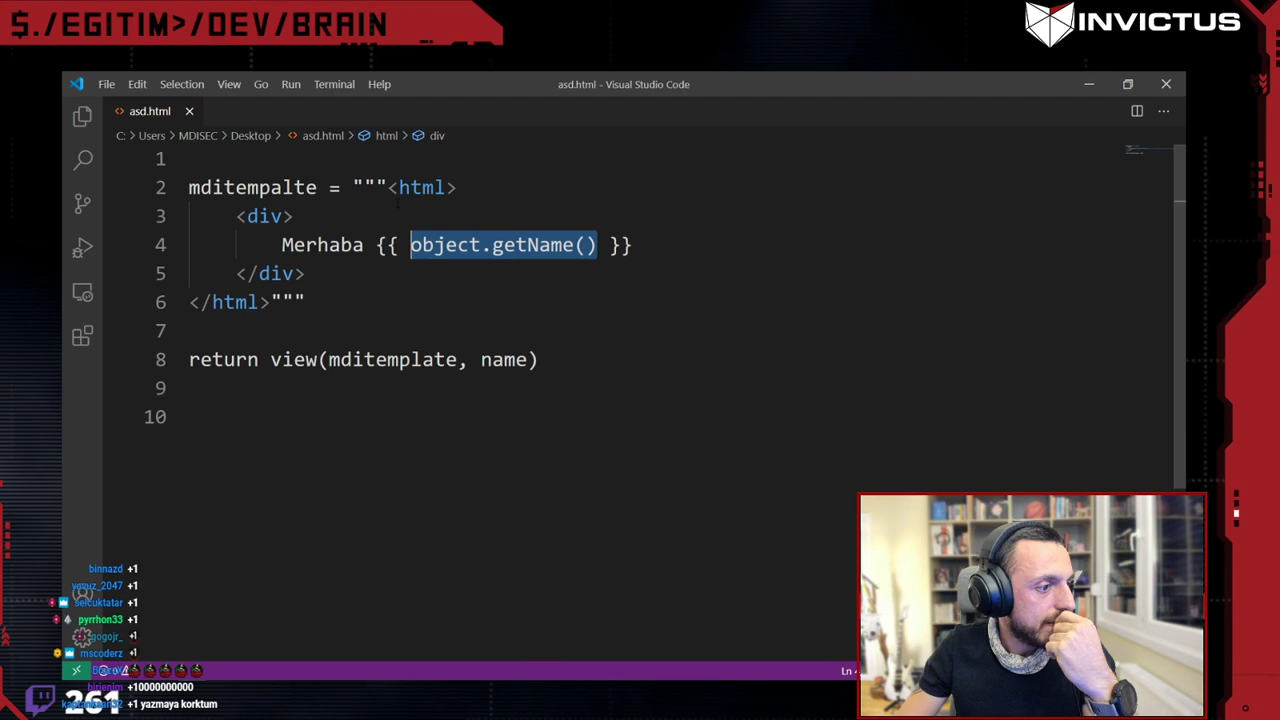 $./EGITIM>/DEV/BRAIN
INVICTUS
File Edit Selection View Go Run Terminal Help
asd.html - Visual Studio Code
asd.html
C: > Users > MDISEC > Desktop > asd.html > html > div
1
2 mditempalte = """<html>
3 <div>
4 Merhaba {{ object.getName() }}
5 </div>
6 </html>"""
7
8 return view(mditemplate, name)
9
10
binnazd +1
yavuz_2047 +1
selcuktatar +1
pyrrhon33 +1
gogojr_ +1
mscoderz +1
birienim +10000000000
+1 yazmaya korktum
261
Ln